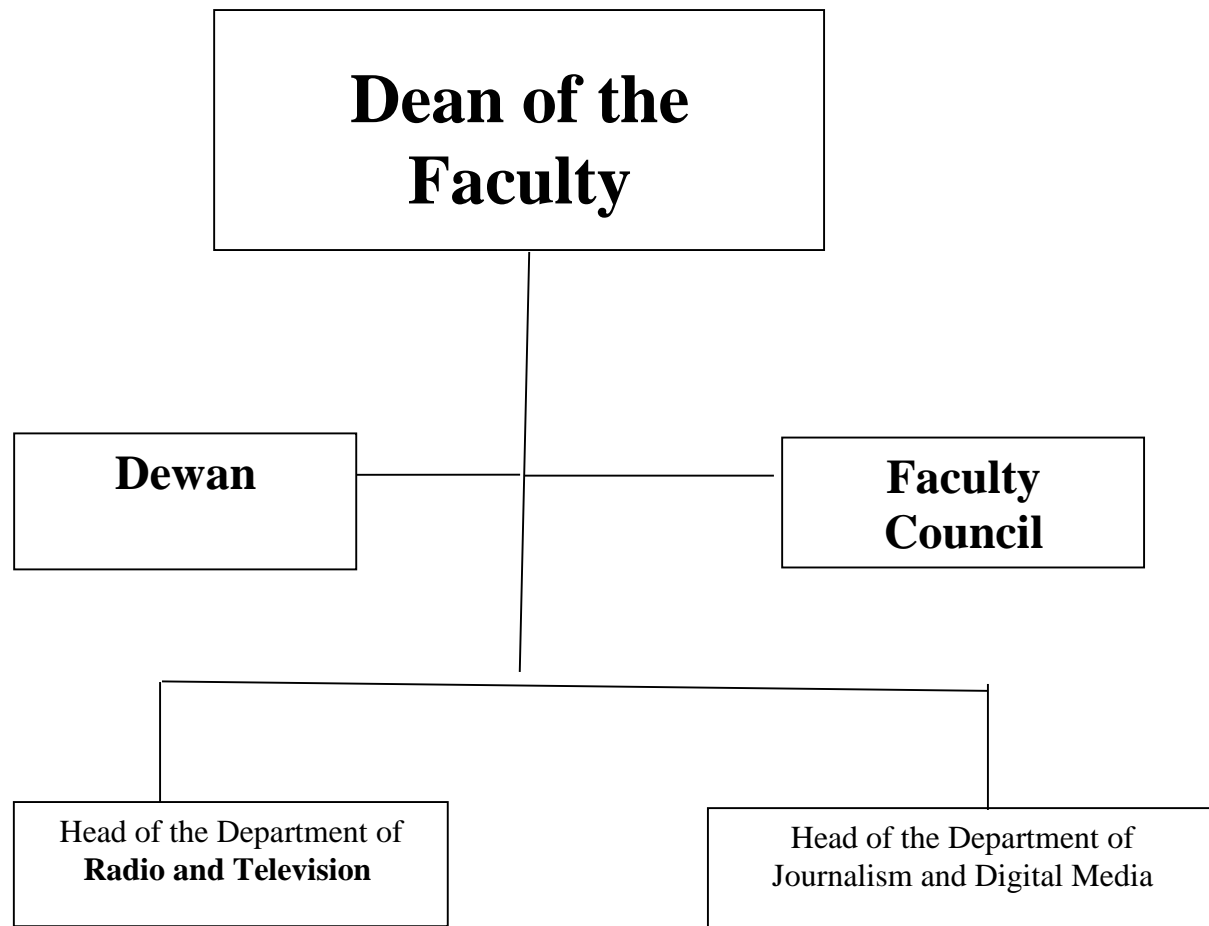 Dean of the
Faculty
Dewan
Faculty
Council
Head of the Department of
Radio and Television
Head of the Department of
Journalism and Digital Media